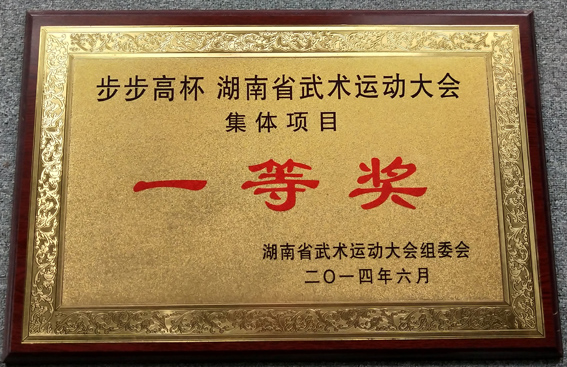 步步高杯 湖南省武术运动大会
集体项目
一等奖
湖南省武术运动大会组委会
二〇一四年六月